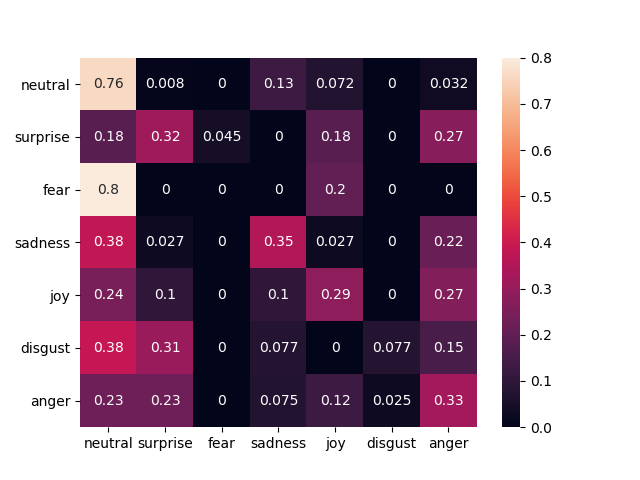 neutral 0.76 0.008 0 0.13 0.072 0 0.032
surprise 0.18 0.32 0.045 0 0.18 0 0.27
fear 0.8 0 0 0 0.2 0 0
sadness 0.38 0.027 0 0.35 0.027 0 0.22
joy 0.24 0.1 0 0.1 0.29 0 0.27
disgust 0.38 0.31 0 0.077 0 0.077 0.15
anger 0.23 0.23 0 0.075 0.12 0.025 0.33
neutral surprise fear sadness joy disgust anger
0.8
0.7
0.6
0.5
0.4
0.3
0.2
0.1
0.0